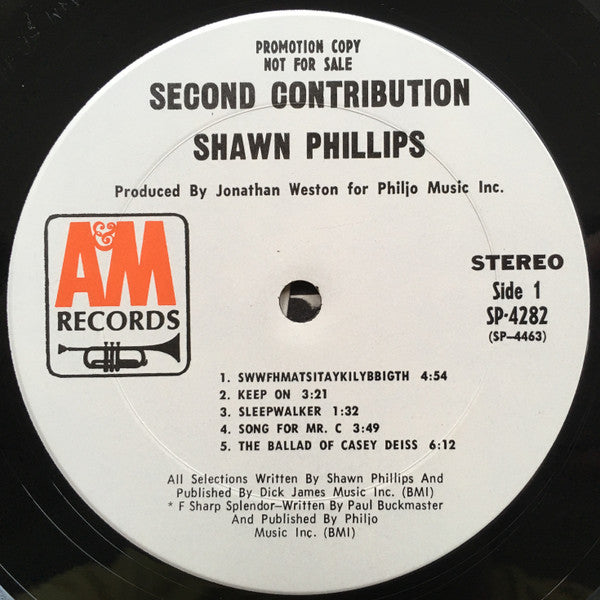 PROMOTION COPY
NOT FOR SALE
SECOND CONTRIBUTION
SHAWN PHILLIPS
Produced By Jonathan Weston for Philjo Music Inc.
A&M
RECORDS
STEREO
Side 1
SP-4282
(SP-4463)
1. SWWFHMATSITAYKILYBBIGTH 4:54
2. KEEP ON 3:21
3. SLEEPWALKER 1:32
4. SONG FOR MR. C 3:49
5. THE BALLAD OF CASEY DEISS 6:12
All Selections Written By Shawn Phillips And
Published By Dick James Music Inc. (BMI)
* F Sharp Splendor-Written By Paul Buckmaster
And Published By Philjo
Music Inc. (BMI)